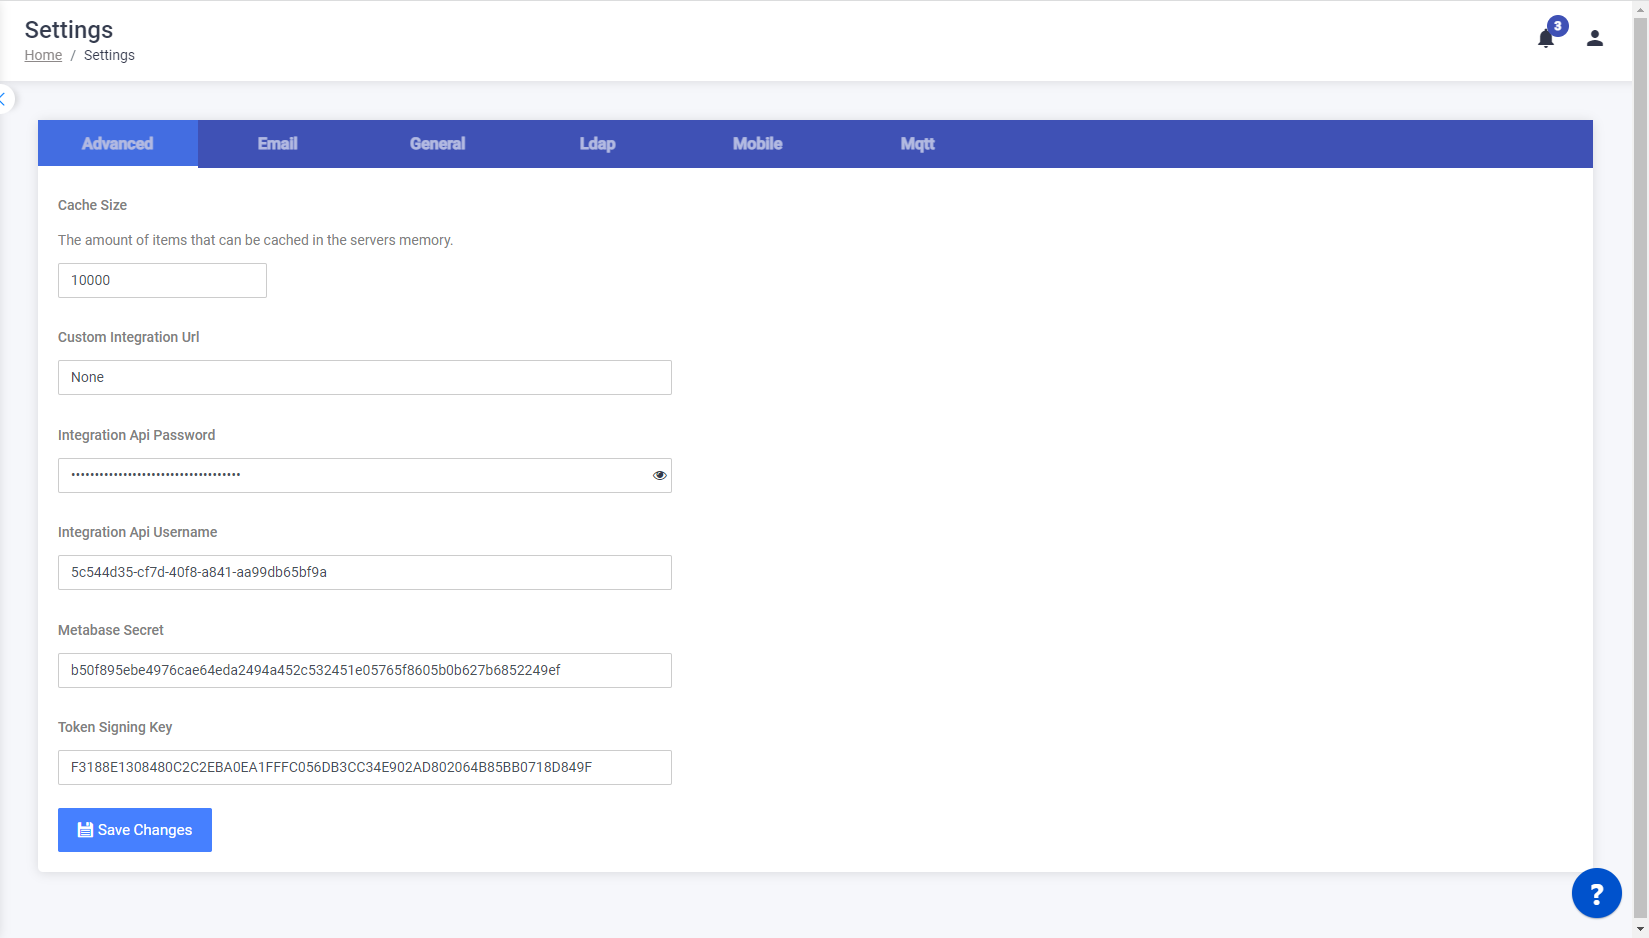 Settings
Home / Settings
3
Advanced Email General Ldap Mobile Mqtt
Cache Size
The amount of items that can be cached in the servers memory.
10000
Custom Integration Url
None
Integration Api Password
••••••••••••••••••••••••••••••••••••
Integration Api Username
5c544d35-cf7d-40f8-a841-aa99db65bf9a
Metabase Secret
b50f895ebe4976cae64eda2494a452c532451e05765f8605b0b627b6852249ef
Token Signing Key
F3188E1308480C2C2EBA0EA1FFFC056DB3CC34E902AD802064B85BB0718D849F
Save Changes
?